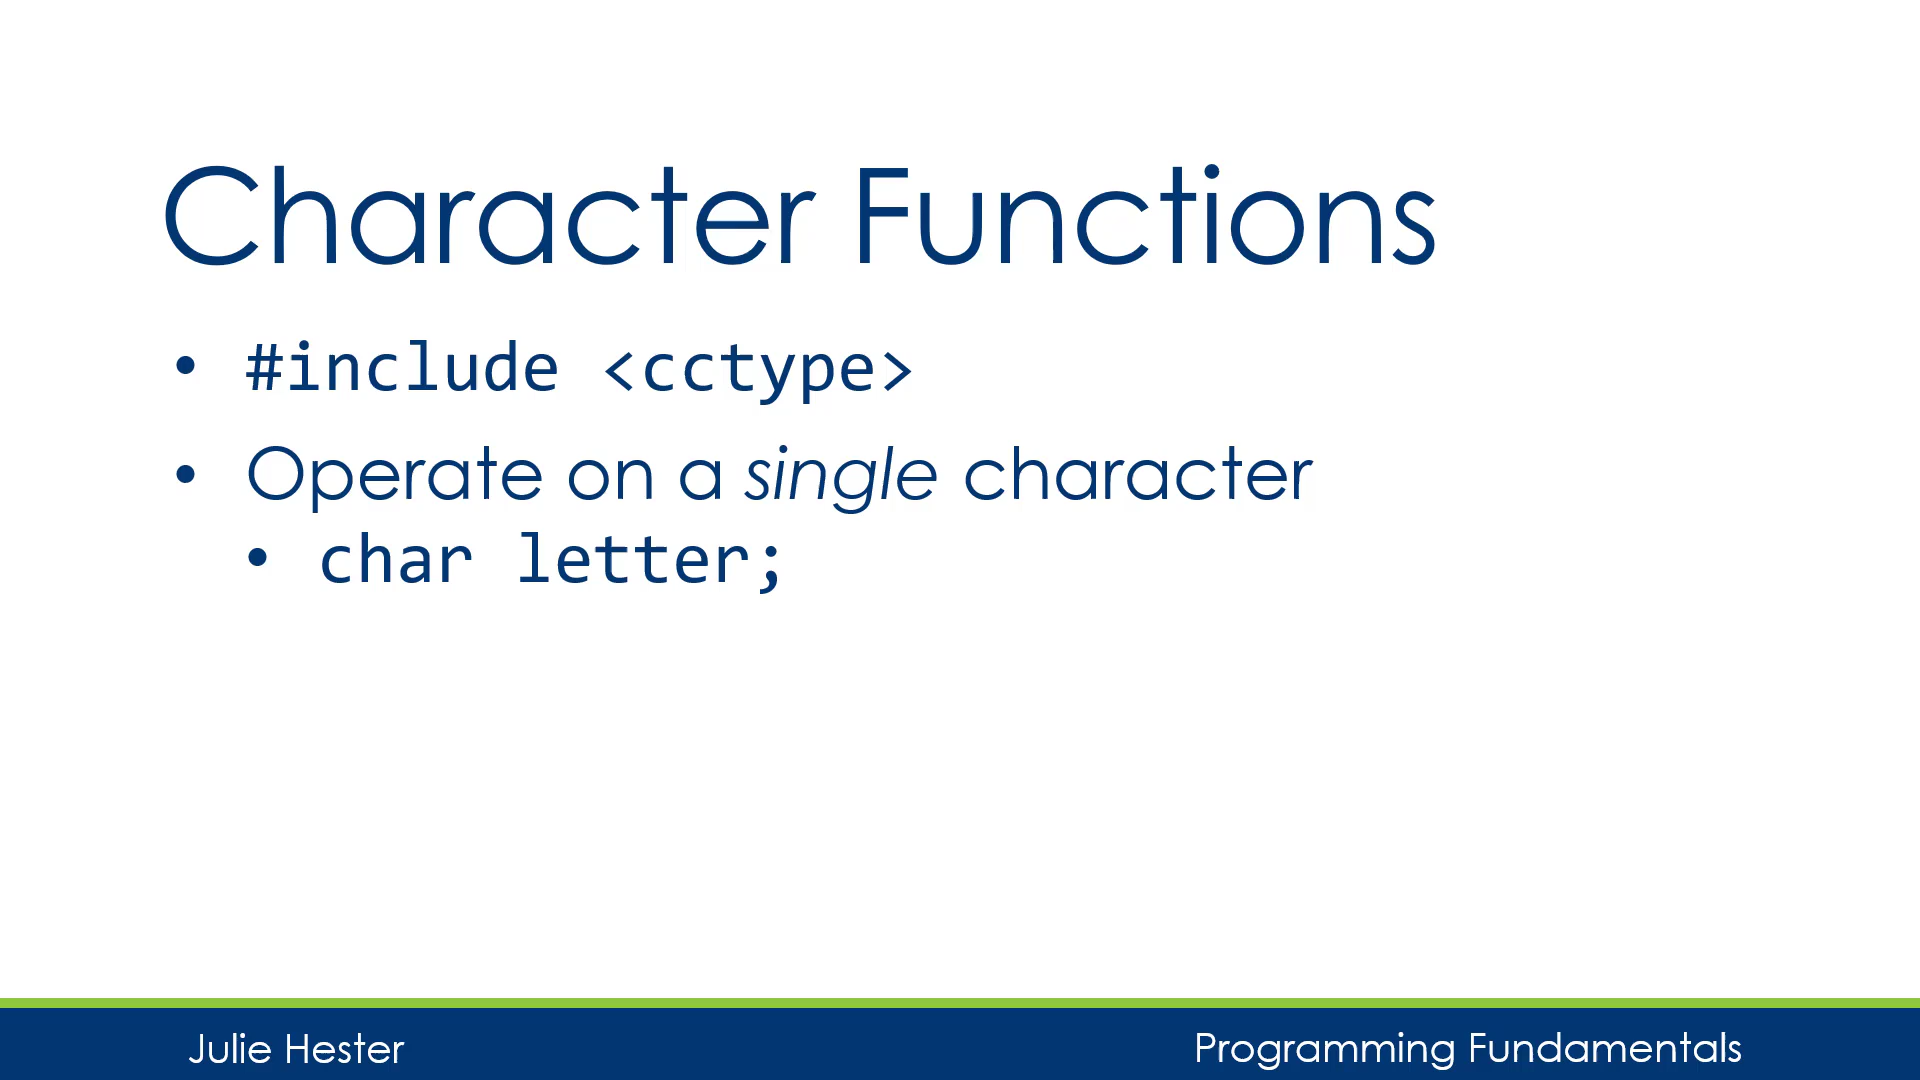 Character Functions
• #include <cctype>
• Operate on a single character
• char letter;
Julie Hester
Programming Fundamentals